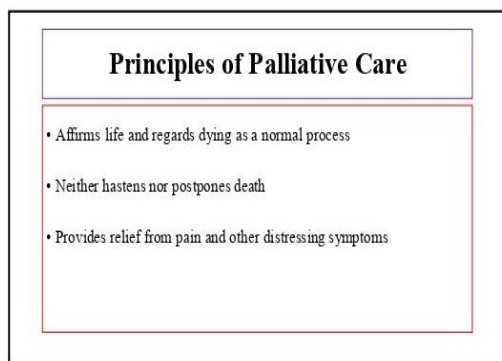 Principles of Palliative Care
• Affirms life and regards dying as a normal process
• Neither hastens nor postpones death
• Provides relief from pain and other distressing symptoms